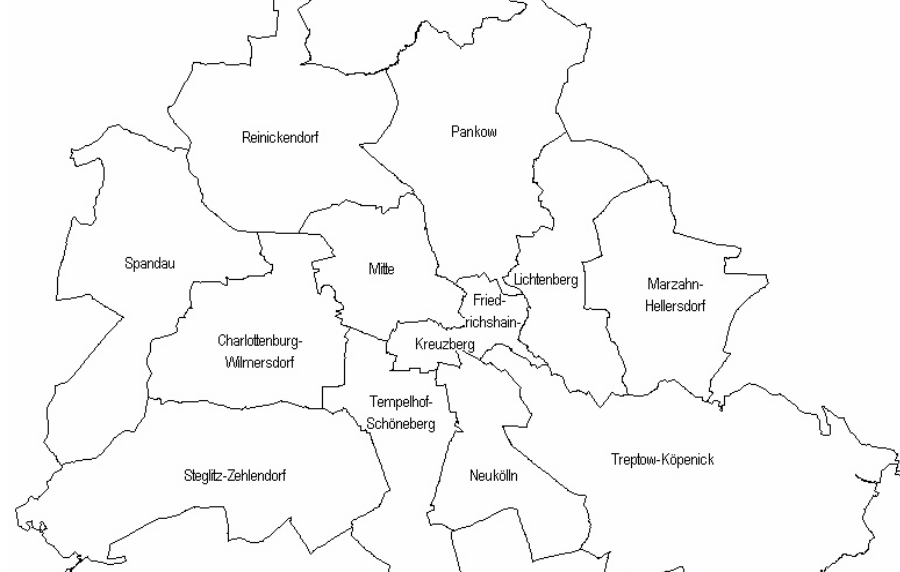 Reinickendorf
Pankow
Spandau
Mitte
Lichtenberg
Marzahn-
Hellersdorf
Fried-
richshain-
Kreuzberg
Charlottenburg-
Wilmersdorf
Tempelhof-
Schöneberg
Steglitz-Zehlendorf
Neukölln
Treptow-Köpenick